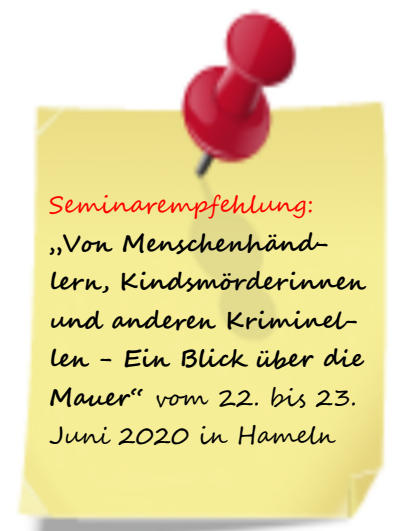 Seminarempfehlung:
„Von Menschenhänd-
lern, Kindsmörderinnen
und anderen Kriminel-
len - Ein Blick über die
Mauer“ vom 22. bis 23.
Juni 2020 in Hameln